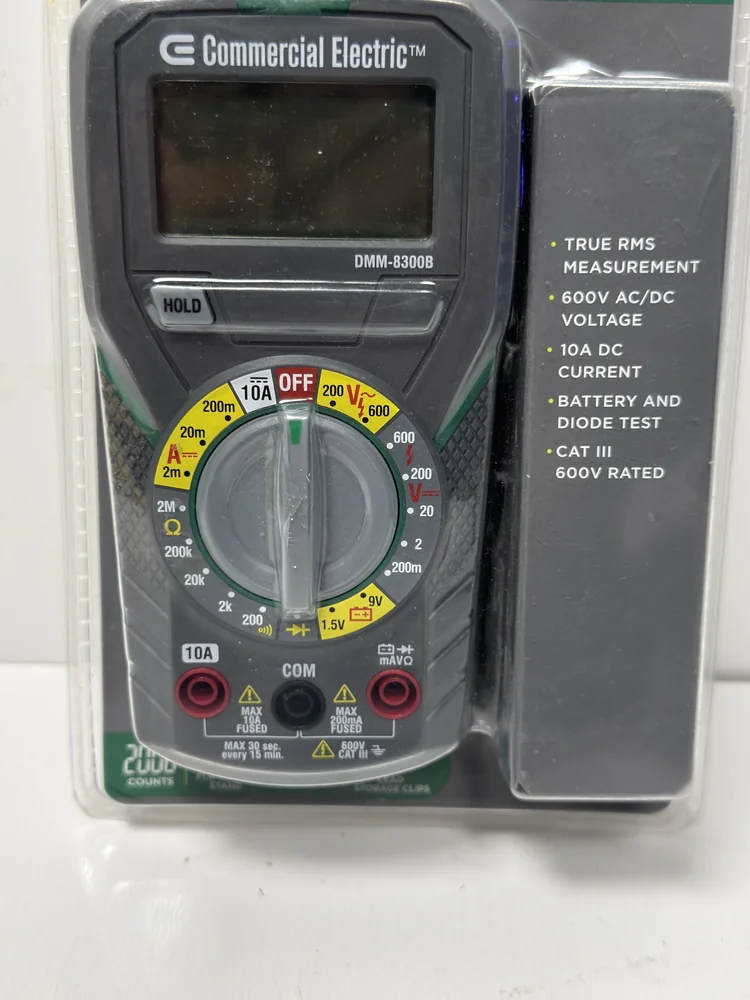 Commercial Electric™
DMM-8300B
HOLD
• TRUE RMS
MEASUREMENT
• 600V AC/DC
VOLTAGE
• 10A DC
CURRENT
• BATTERY AND
DIODE TEST
• CAT III
600V RATED
OFF
10A
200 V~ 600
200m
20m
A
2m
600
200
V
20
2
200m
2M
Ω
200k
20k
2k
200
1.5V
9V
10A
COM
mAVΩ
MAX
10A
FUSED
MAX
200mA
FUSED
MAX 30 sec.
every 15 min.
600V
CAT III
2000
COUNTS
STAND
STORAGE CLIPS